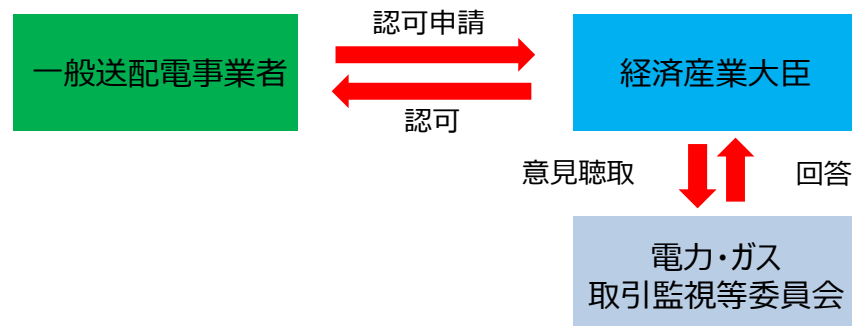 認可申請
一般送配電事業者
経済産業大臣
認可
意見聴取
回答
電力・ガス
取引監視等委員会